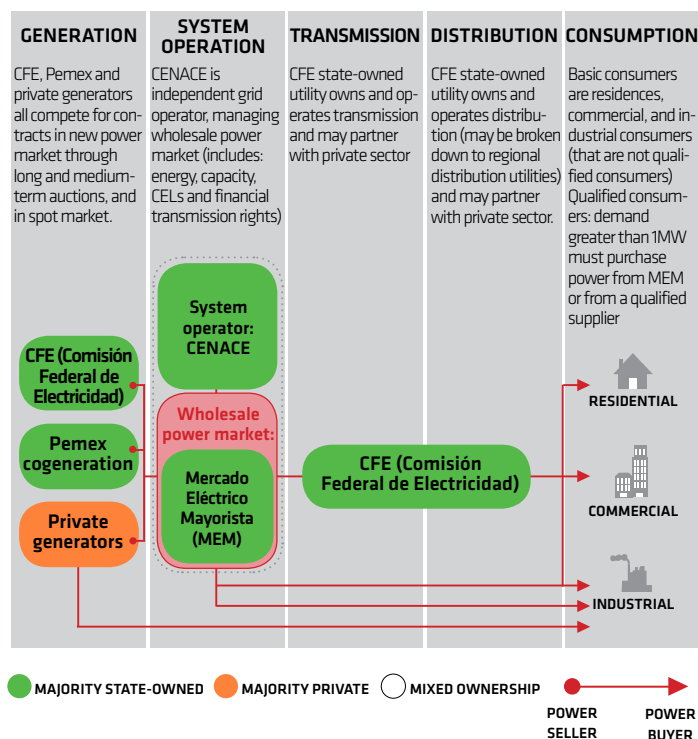 GENERATION
CFE, Pemex and
private generators
all compete for con-
tracts in new power
market through
long and medium-
term auctions, and
in spot market.
SYSTEM
OPERATION
CENACE is
independent grid
operator, managing
wholesale power
market (includes:
energy, capacity,
CELs and financial
transmission rights)
TRANSMISSION
CFE state-owned
utility owns and op-
erates transmission
and may partner
with private sector
DISTRIBUTION
CFE state-owned
utility owns and
operates distribu-
tion (may be broken
down to regional
distribution utilities)
and may partner
with private sector.
CONSUMPTION
Basic consumers
are residences,
commercial, and in-
dustrial consumers
(that are not quali-
fied consumers)
Qualified consum-
ers: demand
greater than 1MW
must purchase
power from MEM
or from a qualified
supplier
CFE (Comisión
Federal de
Electricidad)
Pemex
cogeneration
Private
generators
System
operator:
CENACE
Wholesale
power market:
Mercado
Eléctrico
Mayorista
(MEM)
CFE (Comisión
Federal de Electricidad)
RESIDENTIAL
COMMERCIAL
INDUSTRIAL
MAJORITY STATE-OWNED
MAJORITY PRIVATE
MIXED OWNERSHIP
POWER
SELLER
POWER
BUYER